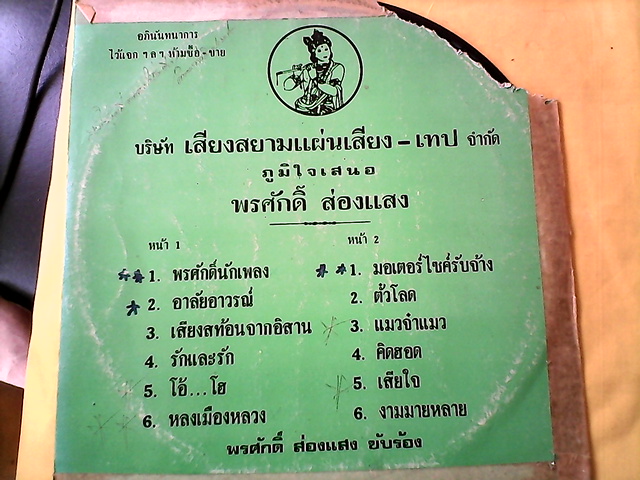 อภินันทนาการ
ไว้แจก ฯลฯ ห้ามซื้อ-ขาย
บริษัท เสียงสยามแผ่นเสียง – เทป จำกัด
ภูมิใจเสนอ
พรศักดิ์ ส่องแสง
หน้า 1
1. พรศักดิ์นักเพลง
2. อาลัยอาวรณ์
3. เสียงสท้อนจากอิสาน
4. รักและรัก
5. โอ้...โฮ
6. หลงเมืองหลวง
หน้า 2
1. มอเตอร์ไซค์รับจ้าง
2. ตั๋วโลด
3. แมวจ๋าแมว
4. คิดฮอด
5. เสียใจ
6. งามมายหลาย
พรศักดิ์ ส่องแสง ขับร้อง